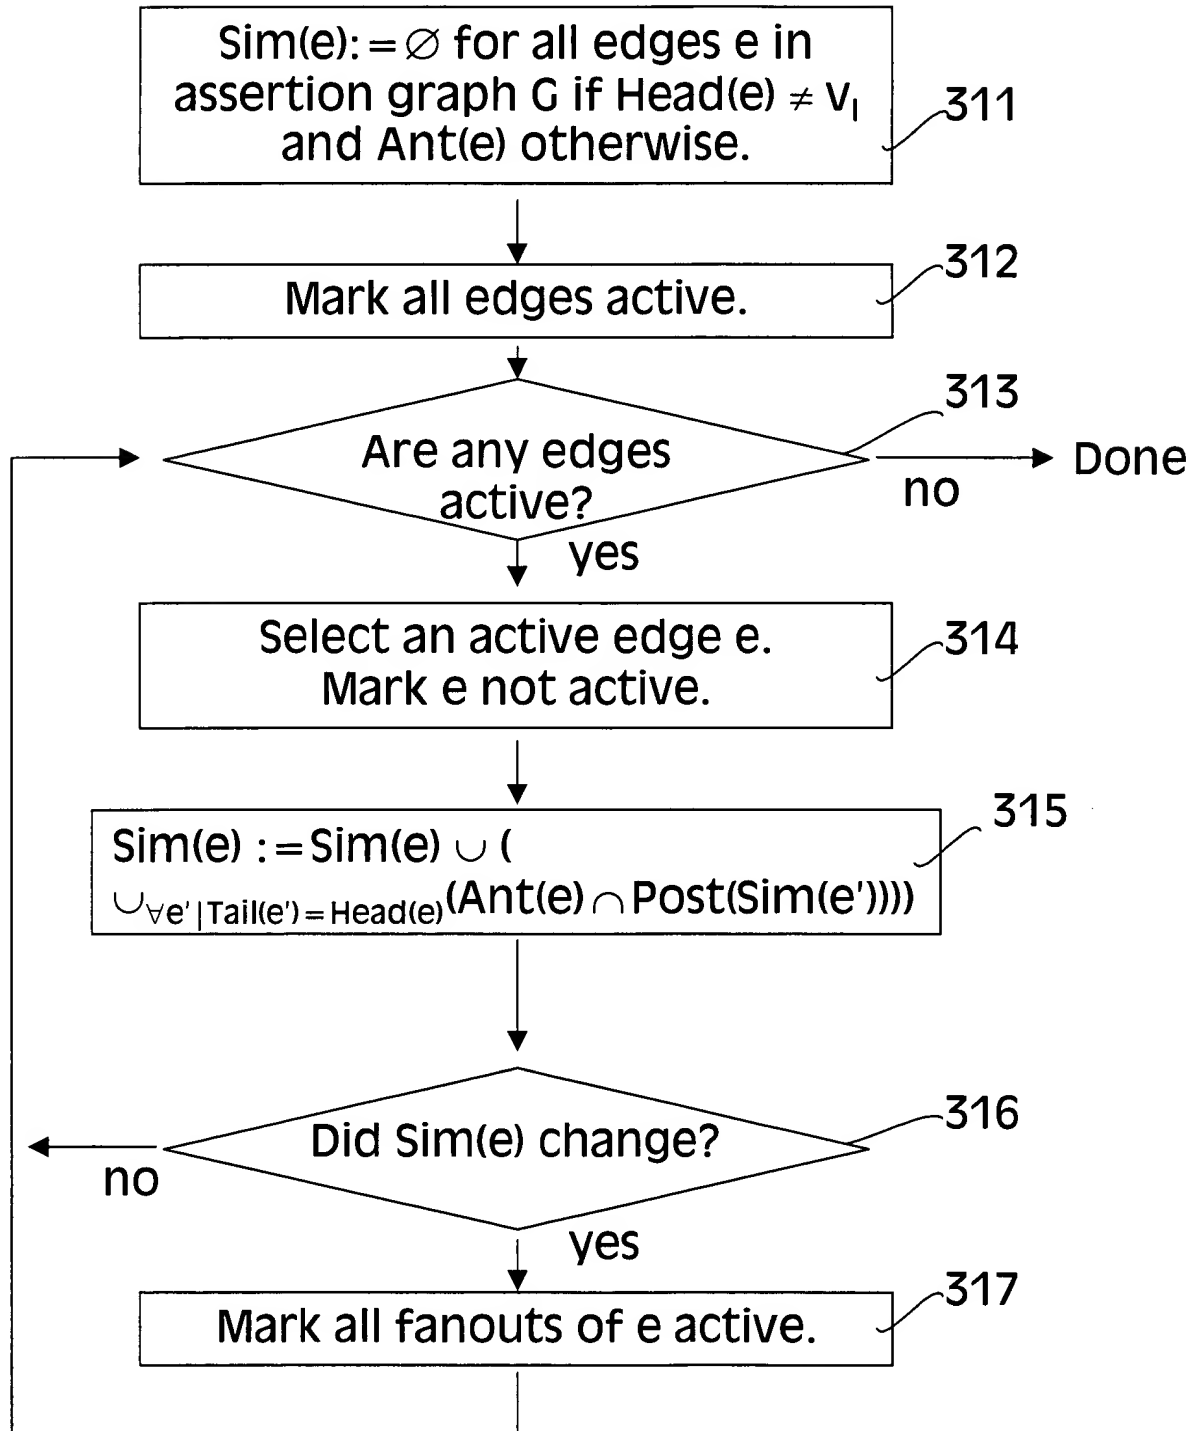 Sim(e):=∅ for all edges e in
assertion graph G if Head(e) ≠ v_I
and Ant(e) otherwise.
311
312
Mark all edges active.
313
Are any edges
active?
Done
no
yes
314
Select an active edge e.
Mark e not active.
315
Sim(e) :=Sim(e) ∪ (
∪∀e'|Tail(e')=Head(e)(Ant(e)∩Post(Sim(e'))))
316
Did Sim(e) change?
no
yes
317
Mark all fanouts of e active.